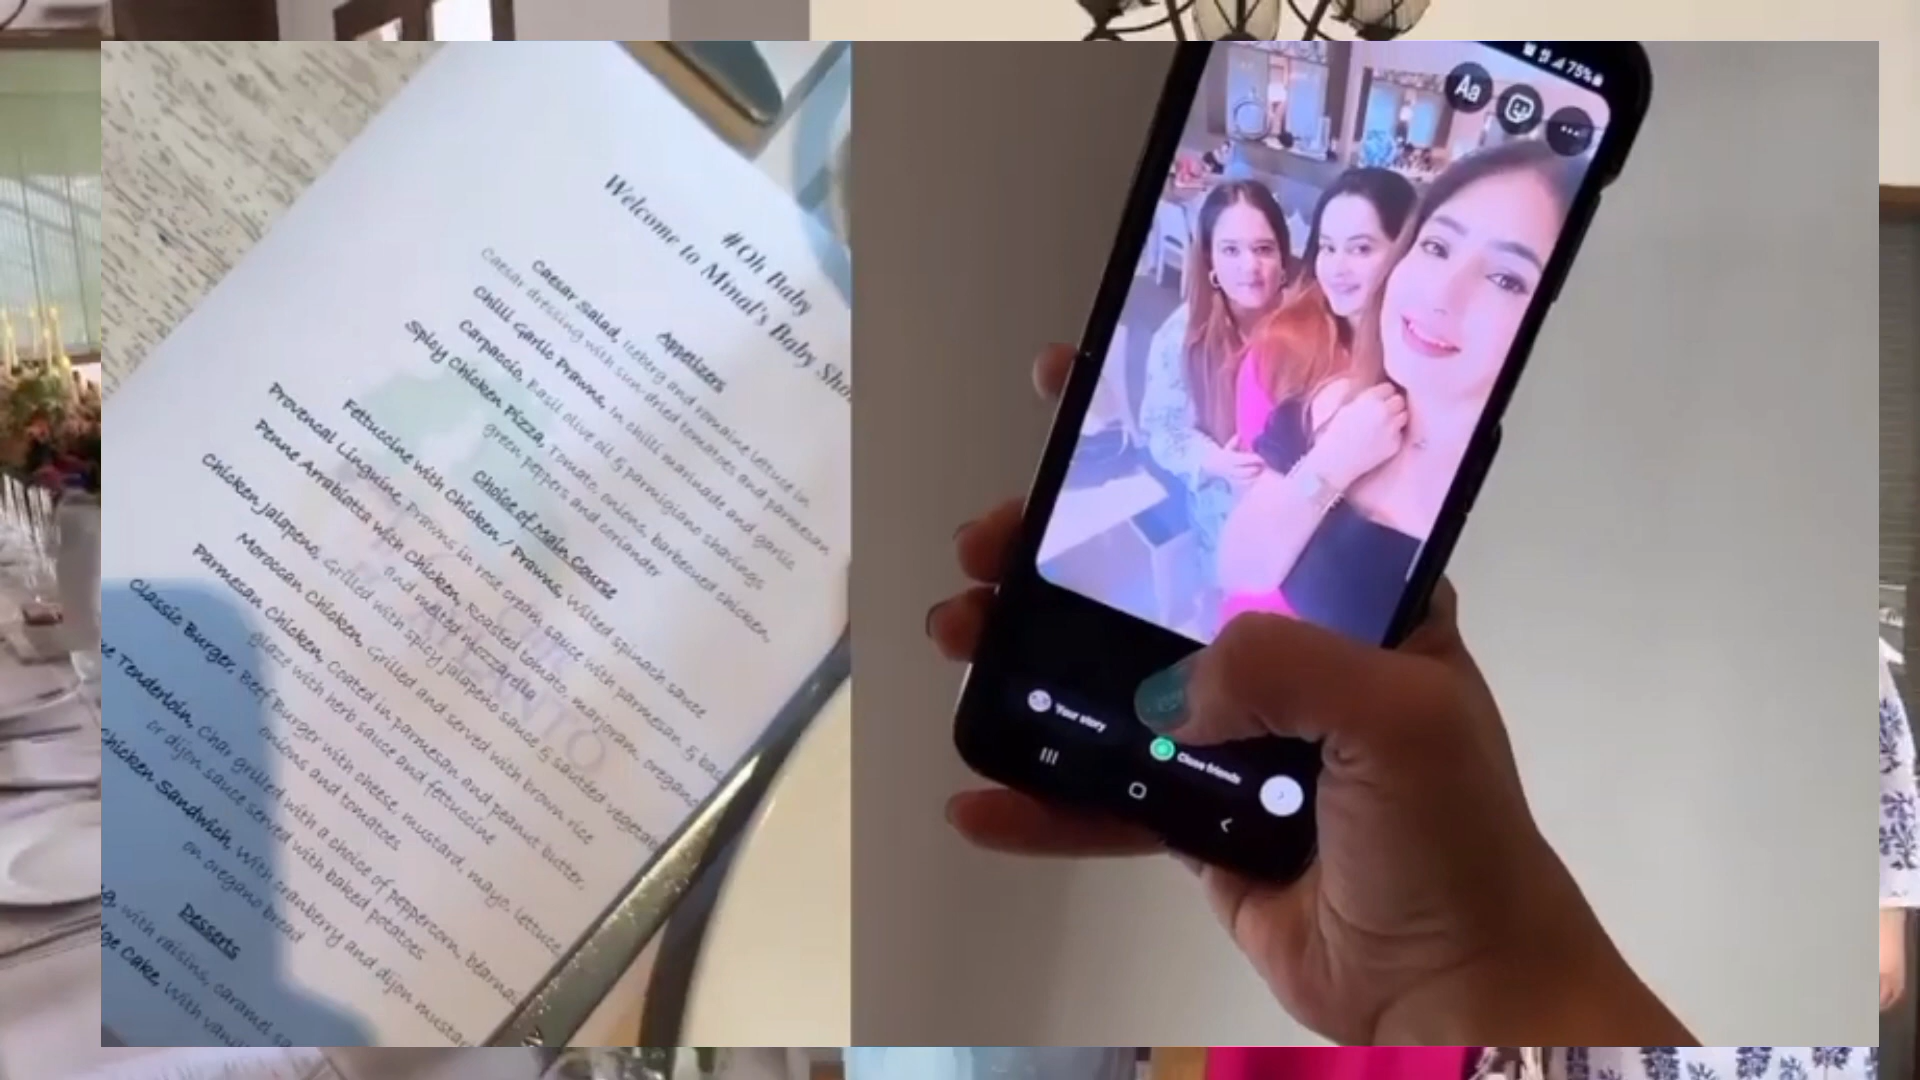 #Oh Baby
Welcome to Minal's Baby
Appetizers
Caesar Salad, Iceberg and romaine lettuce in
Caesar dressing with sun-dried tomatoes and parmesan
Chilli Garlic Prawns, In chilli marinade and garlic
Carpaccio, Basil olive oil & parmigiano shavings
Spicy Chicken Pizza, Tomato, onions, barbecued chicken,
green peppers and coriander
Choice of Main Course
Fettuccine with Chicken / Prawns, Wilted spinach sauce
Provencal Linguine, Prawns in rose cream sauce with parmesan &
Penne Arrabiatta with Chicken, Roasted tomato, marjoram, oregano
and melted mozzarella
Chicken Jalapeno, Grilled with spicy jalapeño sauce & sautéed
Moroccan Chicken, Grilled and served with brown rice
Parmesan Chicken, Coated in parmesan and peanut butter,
glaze with herb sauce and fettuccine
Classic Burger, Beef Burger with cheese, mustard, mayo, lettuce
onions and tomatoes
Tenderloin, Char grilled with a choice of peppercorn,
or dijon sauce served with baked potatoes
Chicken Sandwich, With cranberry and dijon
on oregano bread
Desserts
with raisins, caramel
Cake, With
75%
Aa
Your story
Close friends